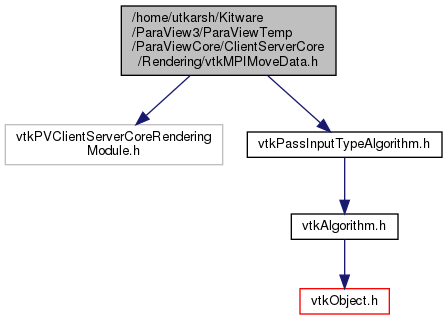 /home/utkarsh/Kitware
/ParaView3/ParaViewTemp
/ParaViewCore/ClientServerCore
/Rendering/vtkMPIMoveData.h
vtkPVClientServerCoreRendering
Module.h
vtkPassInputTypeAlgorithm.h
vtkAlgorithm.h
vtkObject.h